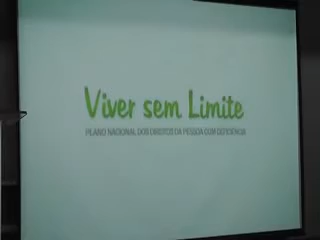 Viver sem Limite
PLANO NACIONAL DOS DIREITOS DA PESSOA COM DEFICIÊNCIA